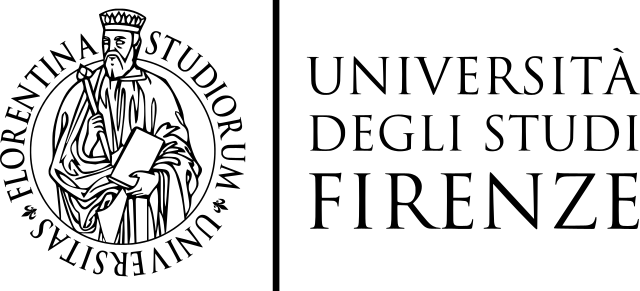 FLORENTINA STUDIORUM UNIVERSITAS
UNIVERSITÀ
DEGLI STUDI
FIRENZE